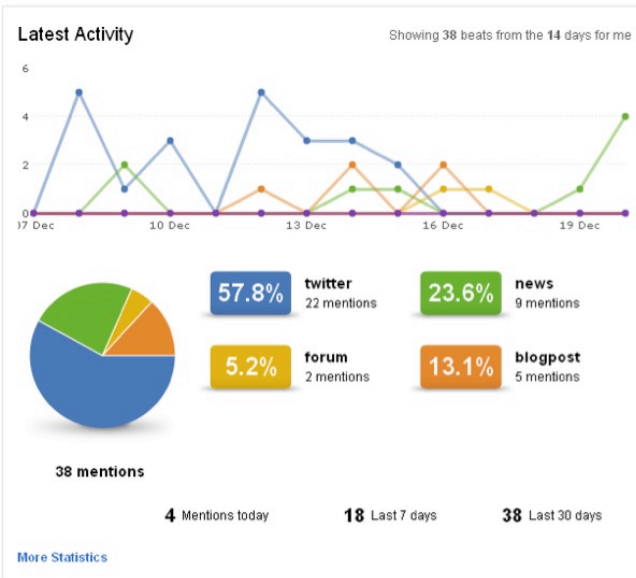 Latest Activity
Showing 38 beats from the 14 days for me
6
4
2
0
07 Dec 10 Dec 13 Dec 16 Dec 19 Dec
57.8% twitter
22 mentions
23.6% news
9 mentions
5.2% forum
2 mentions
13.1% blogpost
5 mentions
38 mentions
4 Mentions today 18 Last 7 days 38 Last 30 days
More Statistics